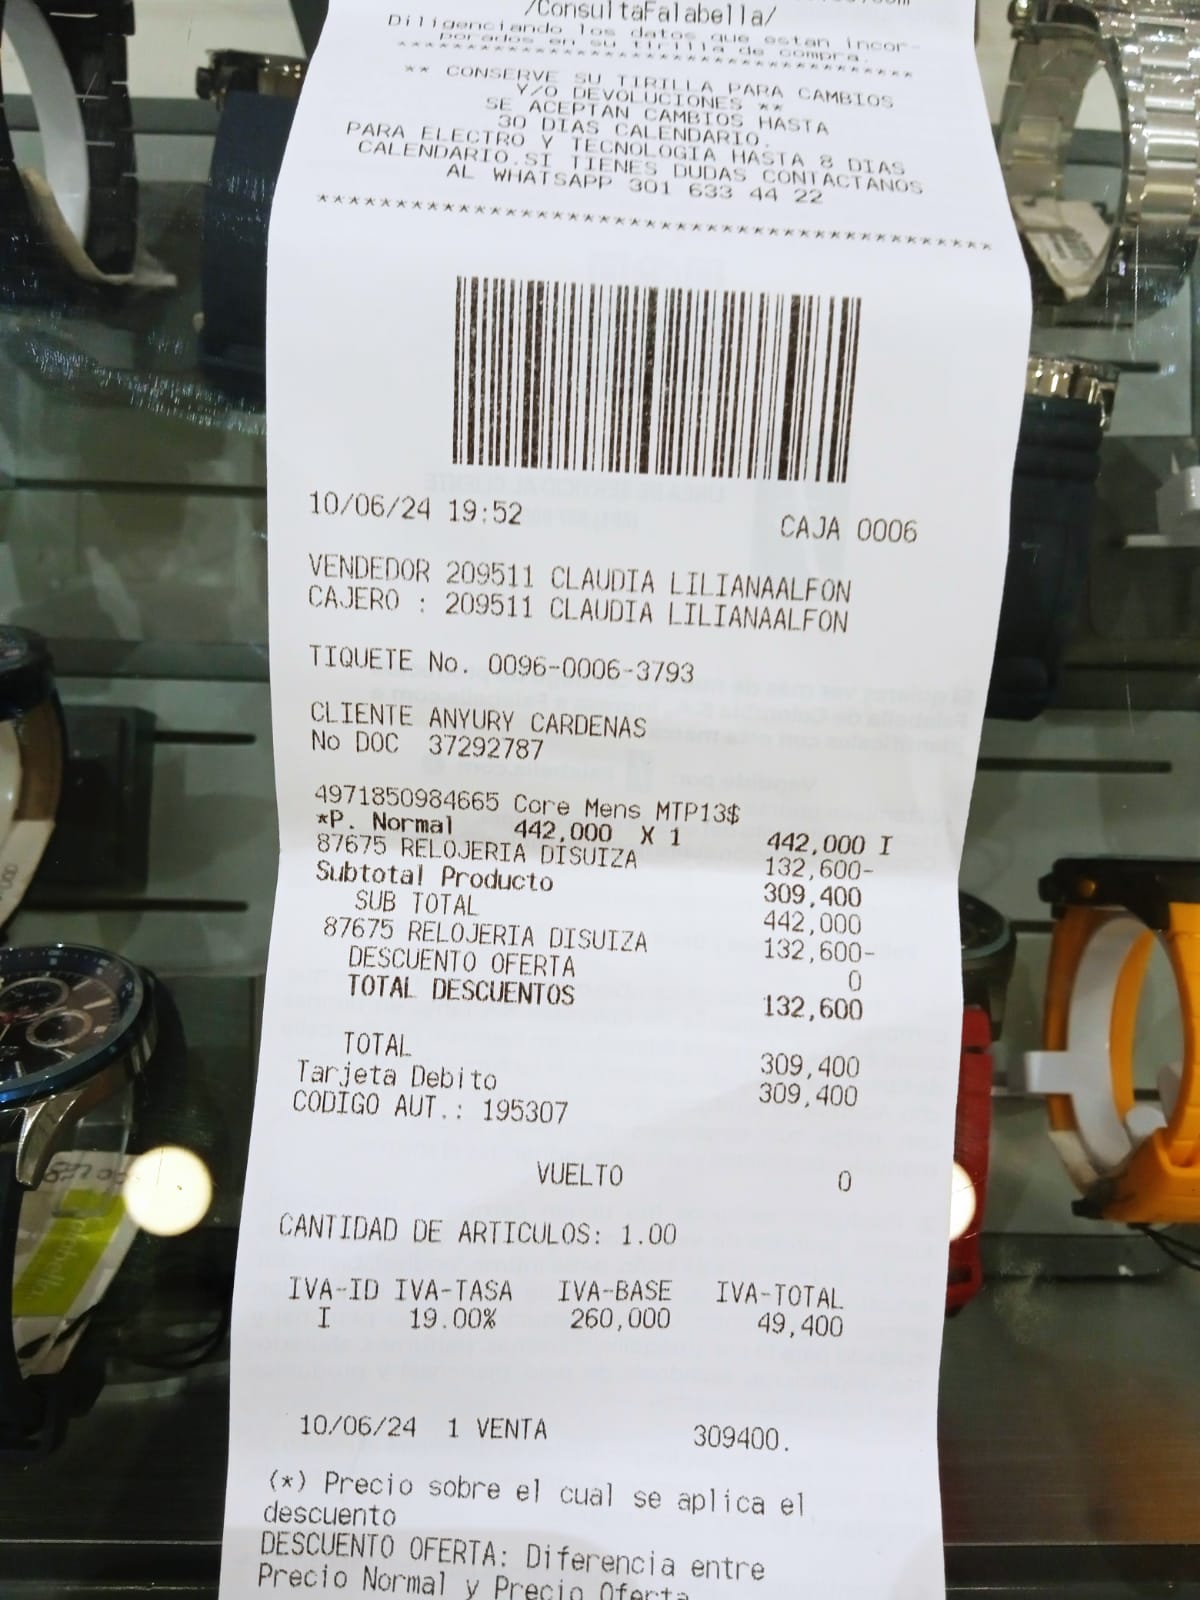 /ConsultaFalabella/
Diligenciando los datos que estan incor-
porados en su tirilla de compra.
****************************************
** CONSERVE SU TIRILLA PARA CAMBIOS
Y/O DEVOLUCIONES **
SE ACEPTAN CAMBIOS HASTA
30 DIAS CALENDARIO.
PARA ELECTRO Y TECNOLOGIA HASTA 8 DIAS
CALENDARIO.SI TIENES DUDAS CONTACTANOS
AL WHATSAPP 301 633 44 22
****************************************
10/06/24 19:52 CAJA 0006
VENDEDOR 209511 CLAUDIA LILIANAALFON
CAJERO : 209511 CLAUDIA LILIANAALFON
TIQUETE No. 0096-0006-3793
CLIENTE ANYURY CARDENAS
No DOC 37292787
4971850984665 Core Mens MTP13$
*P. Normal 442,000 X 1 442,000 I
87675 RELOJERIA DISUIZA 132,600-
Subtotal Producto 309,400
SUB TOTAL 442,000
87675 RELOJERIA DISUIZA 132,600-
DESCUENTO OFERTA 0
TOTAL DESCUENTOS 132,600
TOTAL 309,400
Tarjeta Debito 309,400
CODIGO AUT.: 195307
VUELTO 0
CANTIDAD DE ARTICULOS: 1.00
IVA-ID IVA-TASA IVA-BASE IVA-TOTAL
I 19.00% 260,000 49,400
10/06/24 1 VENTA 309400.
(*) Precio sobre el cual se aplica el
descuento
DESCUENTO OFERTA: Diferencia entre
Precio Normal y Precio Oferta